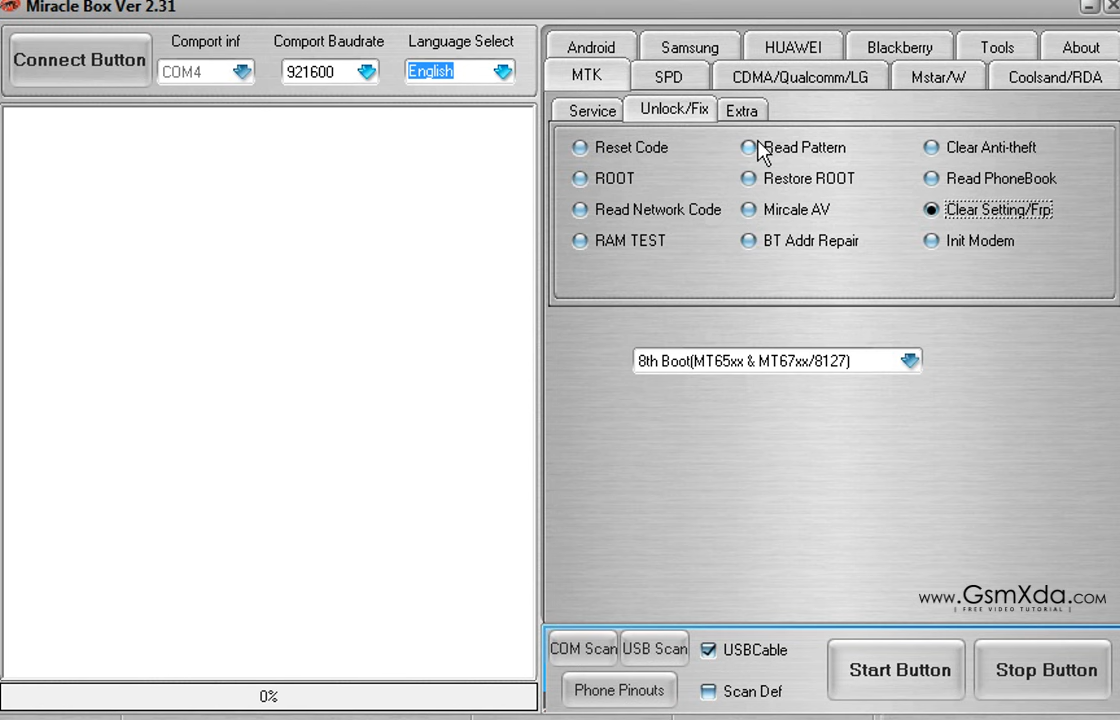 Miracle Box Ver 2.31
Connect Button
Comport inf
Comport Baudrate
Language Select
COM4
921600
English
Android
Samsung
HUAWEI
Blackberry
Tools
About
MTK
SPD
CDMA/Qualcomm/LG
Mstar/W
Coolsand/RDA
Service
Unlock/Fix
Extra
Reset Code
Read Pattern
Clear Anti-theft
ROOT
Restore ROOT
Read PhoneBook
Read Network Code
Mircale AV
Clear Setting/Frp
RAM TEST
BT Addr Repair
Init Modem
8th Boot(MT65xx & MT67xx/8127)
www.GsmXda.com
| FREE VIDEO TUTORIAL |
COM Scan
USB Scan
USBCable
Phone Pinouts
Scan Def
Start Button
Stop Button
0%